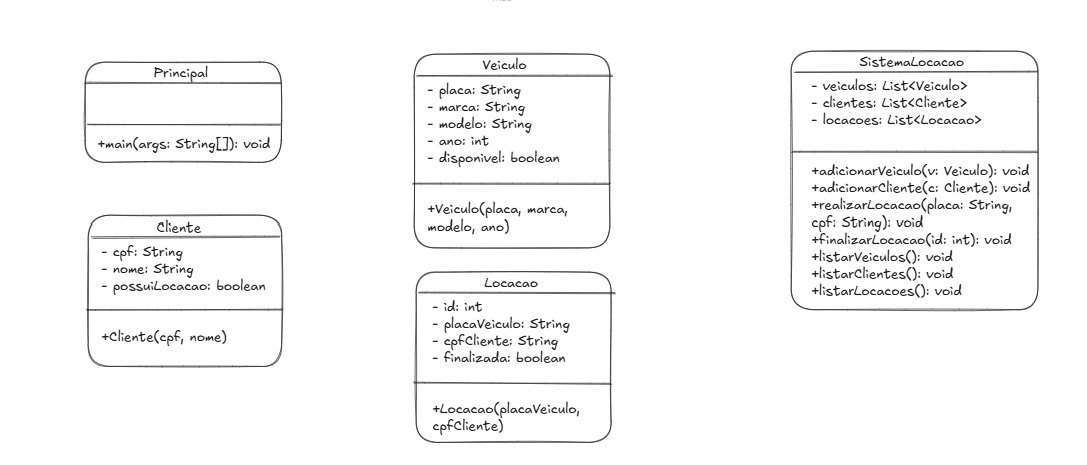 Principal
+main(args: String[]): void
Cliente
- cpf: String
- nome: String
- possuiLocacao: boolean
+Cliente(cpf, nome)
Veiculo
- placa: String
- marca: String
- modelo: String
- ano: int
- disponivel: boolean
+Veiculo(placa, marca,
modelo, ano)
Locacao
- id: int
- placaVeiculo: String
- cpfCliente: String
- finalizada: boolean
+Locacao(placaVeiculo,
cpfCliente)
SistemaLocacao
- veiculos: List<Veiculo>
- clientes: List<Cliente>
- locacoes: List<Locacao>
+adicionarVeiculo(v: Veiculo): void
+adicionarCliente(c: Cliente): void
+realizarLocacao(placa: String,
cpf: String): void
+finalizarLocacao(id: int): void
+listarVeiculos(): void
+listarClientes(): void
+listarLocacoes(): void